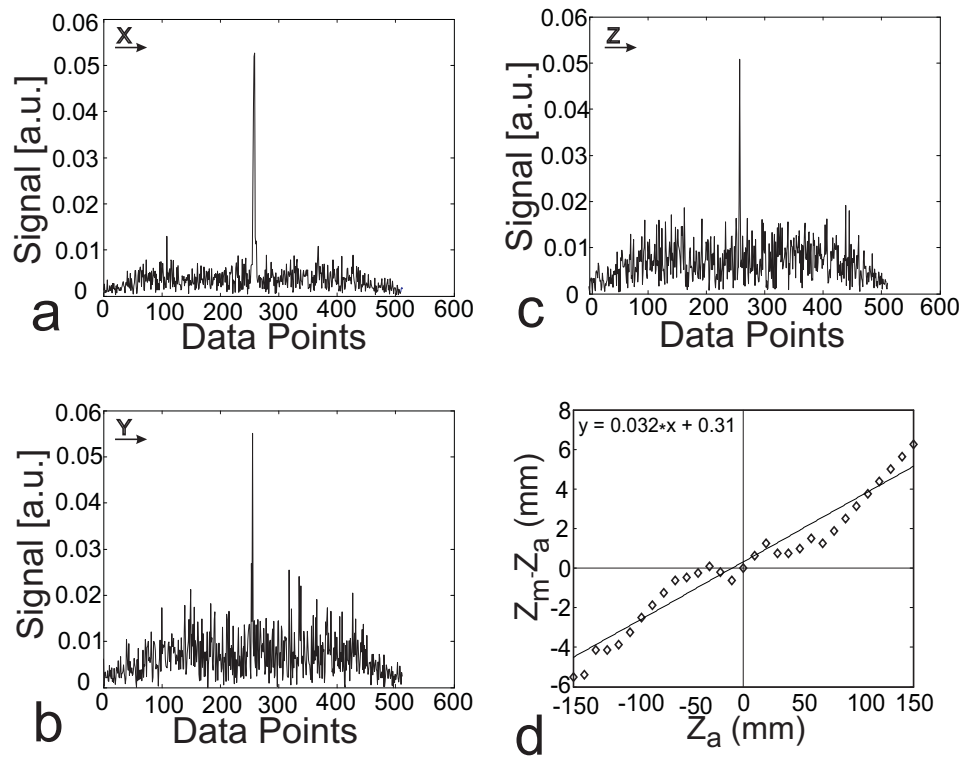 X
Signal [a.u.]
0.06
0.05
0.04
0.03
0.02
0.01
0
0 100 200 300 400 500 600
Data Points
a
Z
Signal [a.u.]
0.06
0.05
0.04
0.03
0.02
0.01
0
0 100 200 300 400 500 600
Data Points
c
Y
Signal [a.u.]
0.06
0.05
0.04
0.03
0.02
0.01
0
0 100 200 300 400 500 600
Data Points
b
y = 0.032*x + 0.31
Zm-Za (mm)
8
6
4
2
0
-2
-4
-6
-150 -100 -50 0 50 100 150
Za (mm)
d